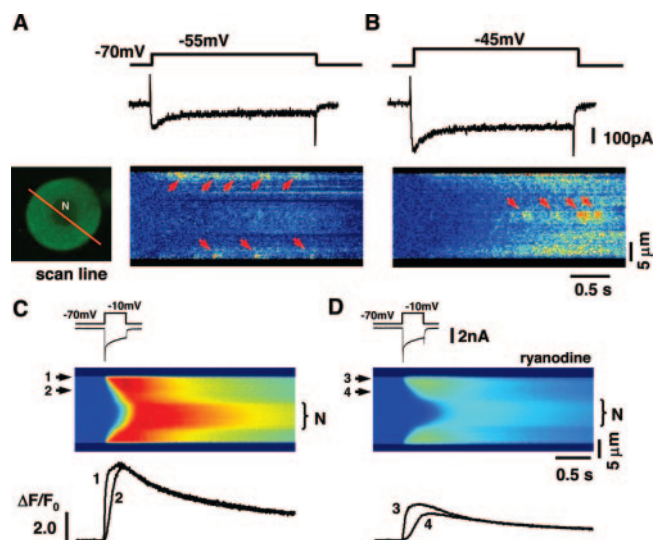 A
-70mV
-55mV
B
-45mV
100pA
N
scan line
5 µm
0.5 s
C
-70mV
-10mV
1
2
N
ΔF/F0
2.0
1
2
D
-70mV
-10mV
2nA
ryanodine
3
4
N
5 µm
0.5 s
3
4